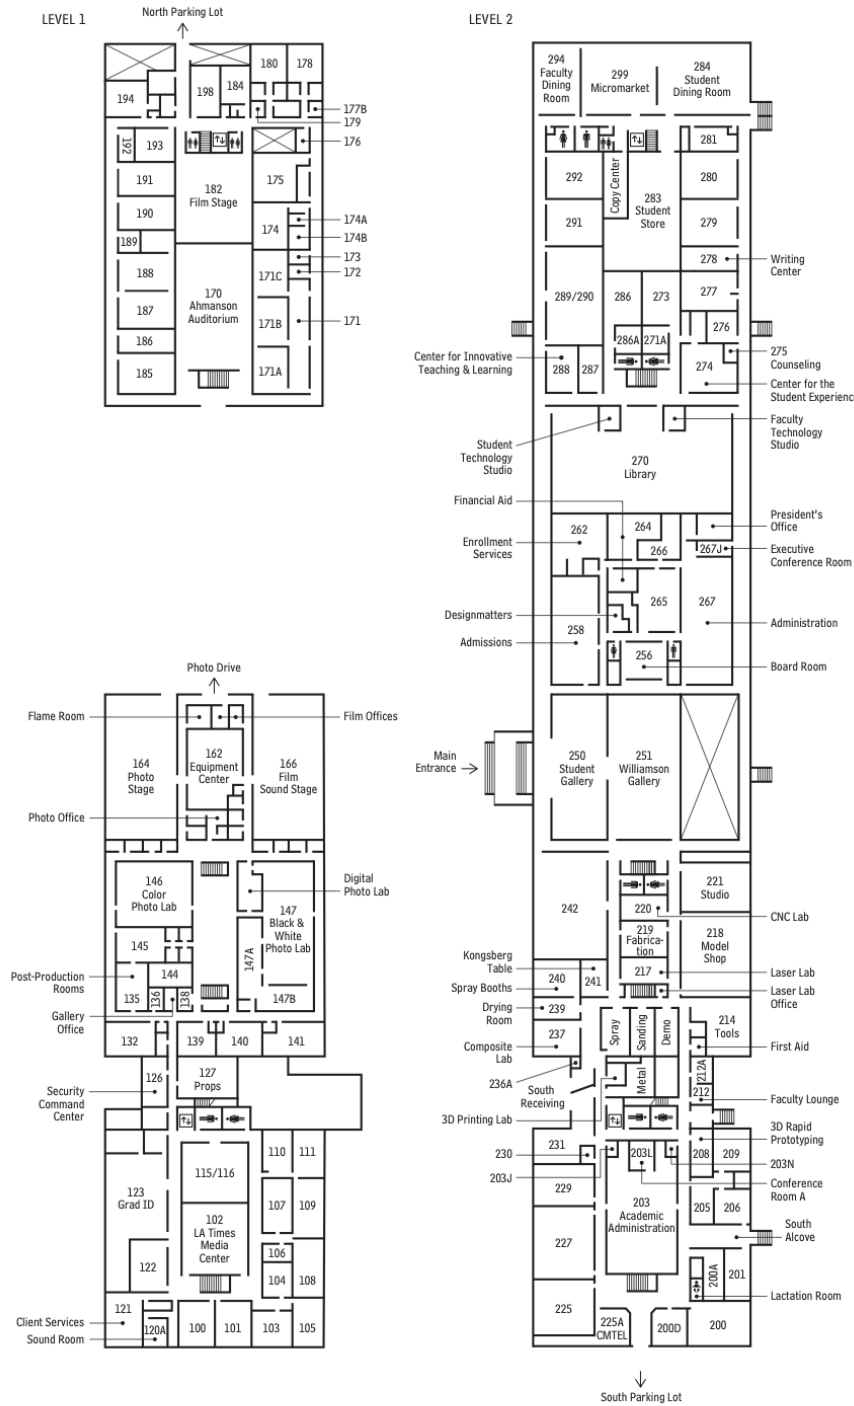 LEVEL 1
North Parking Lot
180
178
198
184
194
177B
179
176
192
193
191
182
Film Stage
175
190
174
174A
174B
189
173
172
188
171C
170
Ahmanson
Auditorium
187
171B
171
186
185
171A
Photo Drive
Flame Room
Film Offices
164
Photo
Stage
162
Equipment
Center
166
Film
Sound Stage
Photo Office
146
Color
Photo Lab
Digital
Photo Lab
147
Black &
White
Photo Lab
145
147A
144
Post-Production
Rooms
135
136
138
147B
Gallery
Office
132
139
140
141
126
127
Props
Security
Command
Center
110
111
115/116
123
Grad ID
107
109
102
LA Times
Media
Center
106
122
104
108
121
Client Services
120A
100
101
103
105
Sound Room
LEVEL 2
294
Faculty
Dining
Room
299
Micromarket
284
Student
Dining Room
281
292
Copy Center
280
283
Student
Store
291
279
278
Writing
Center
289/290
286
273
277
276
286A
271A
275
Counseling
Center for Innovative
Teaching & Learning
288
287
274
Center for the
Student Experience
Student
Technology
Studio
Faculty
Technology
Studio
270
Library
Financial Aid
262
264
President's
Office
Enrollment
Services
266
267J
Executive
Conference Room
265
267
Designmatters
258
Administration
Admissions
256
Board Room
Main
Entrance
250
Student
Gallery
251
Williamson
Gallery
221
Studio
242
220
CNC Lab
219
Fabrica-
tion
218
Model
Shop
Kongsberg
Table
217
Laser Lab
240
241
Spray Booths
Laser Lab
Office
239
Drying
Room
Spray
Sanding
Demo
214
Tools
237
Composite
Lab
First Aid
236A
Metal
212A
South
Receiving
212
Faculty Lounge
3D Printing Lab
3D Rapid
Prototyping
231
230
203L
208
209
203N
203J
229
Conference
Room A
203
Academic
Administration
205
206
227
South
Alcove
200A
201
Lactation Room
225
225A
CMTEL
200D
200
South Parking Lot